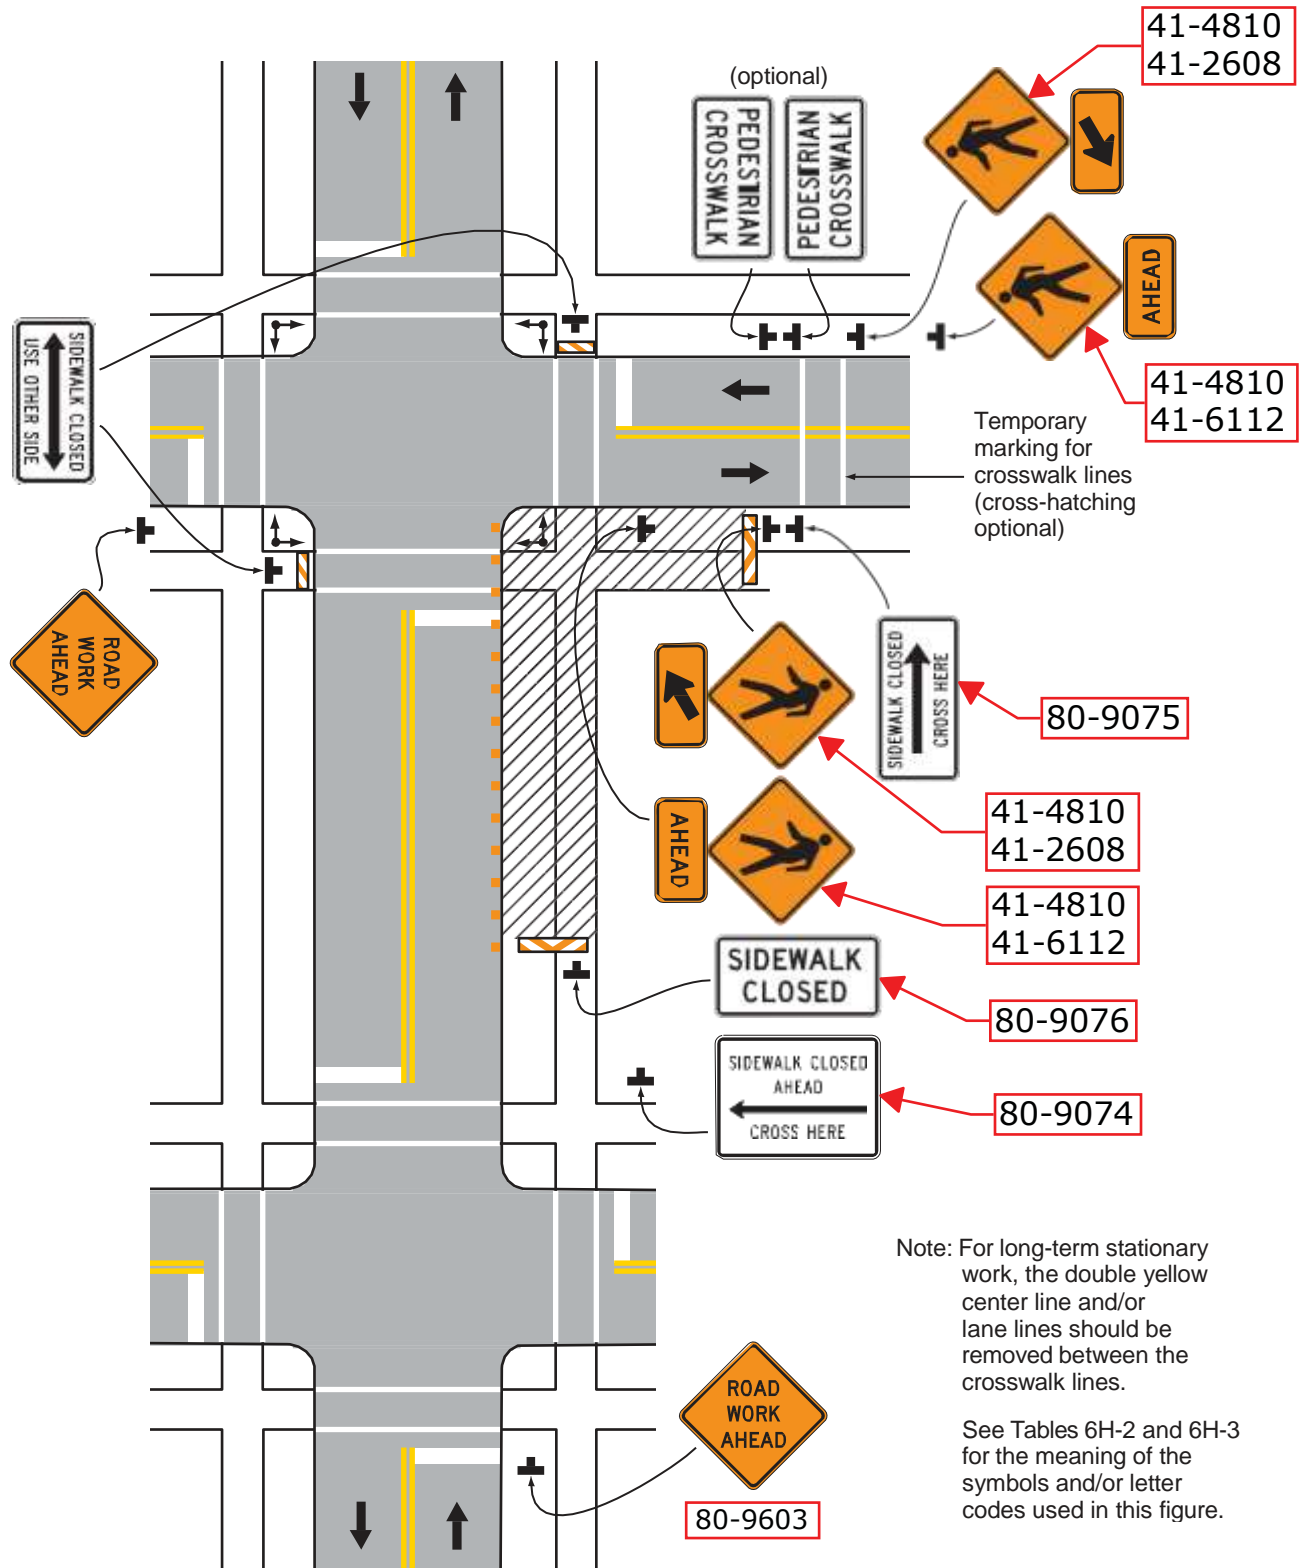 41-4810
41-2608
(optional)
PEDESTRIAN
CROSSWALK
PEDESTRIAN
CROSSWALK
AHEAD
41-4810
41-6112
SIDEWALK CLOSED
USE OTHER SIDE
Temporary
marking for
crosswalk lines
(cross-hatching
optional)
ROAD
WORK
AHEAD
SIDEWALK CLOSED
CROSS HERE
80-9075
41-4810
41-2608
AHEAD
41-4810
41-6112
SIDEWALK
CLOSED
80-9076
SIDEWALK CLOSED
AHEAD
CROSS HERE
80-9074
Note: For long-term stationary
work, the double yellow
center line and/or
lane lines should be
removed between the
crosswalk lines.
See Tables 6H-2 and 6H-3
for the meaning of the
symbols and/or letter
codes used in this figure.
ROAD
WORK
AHEAD
80-9603